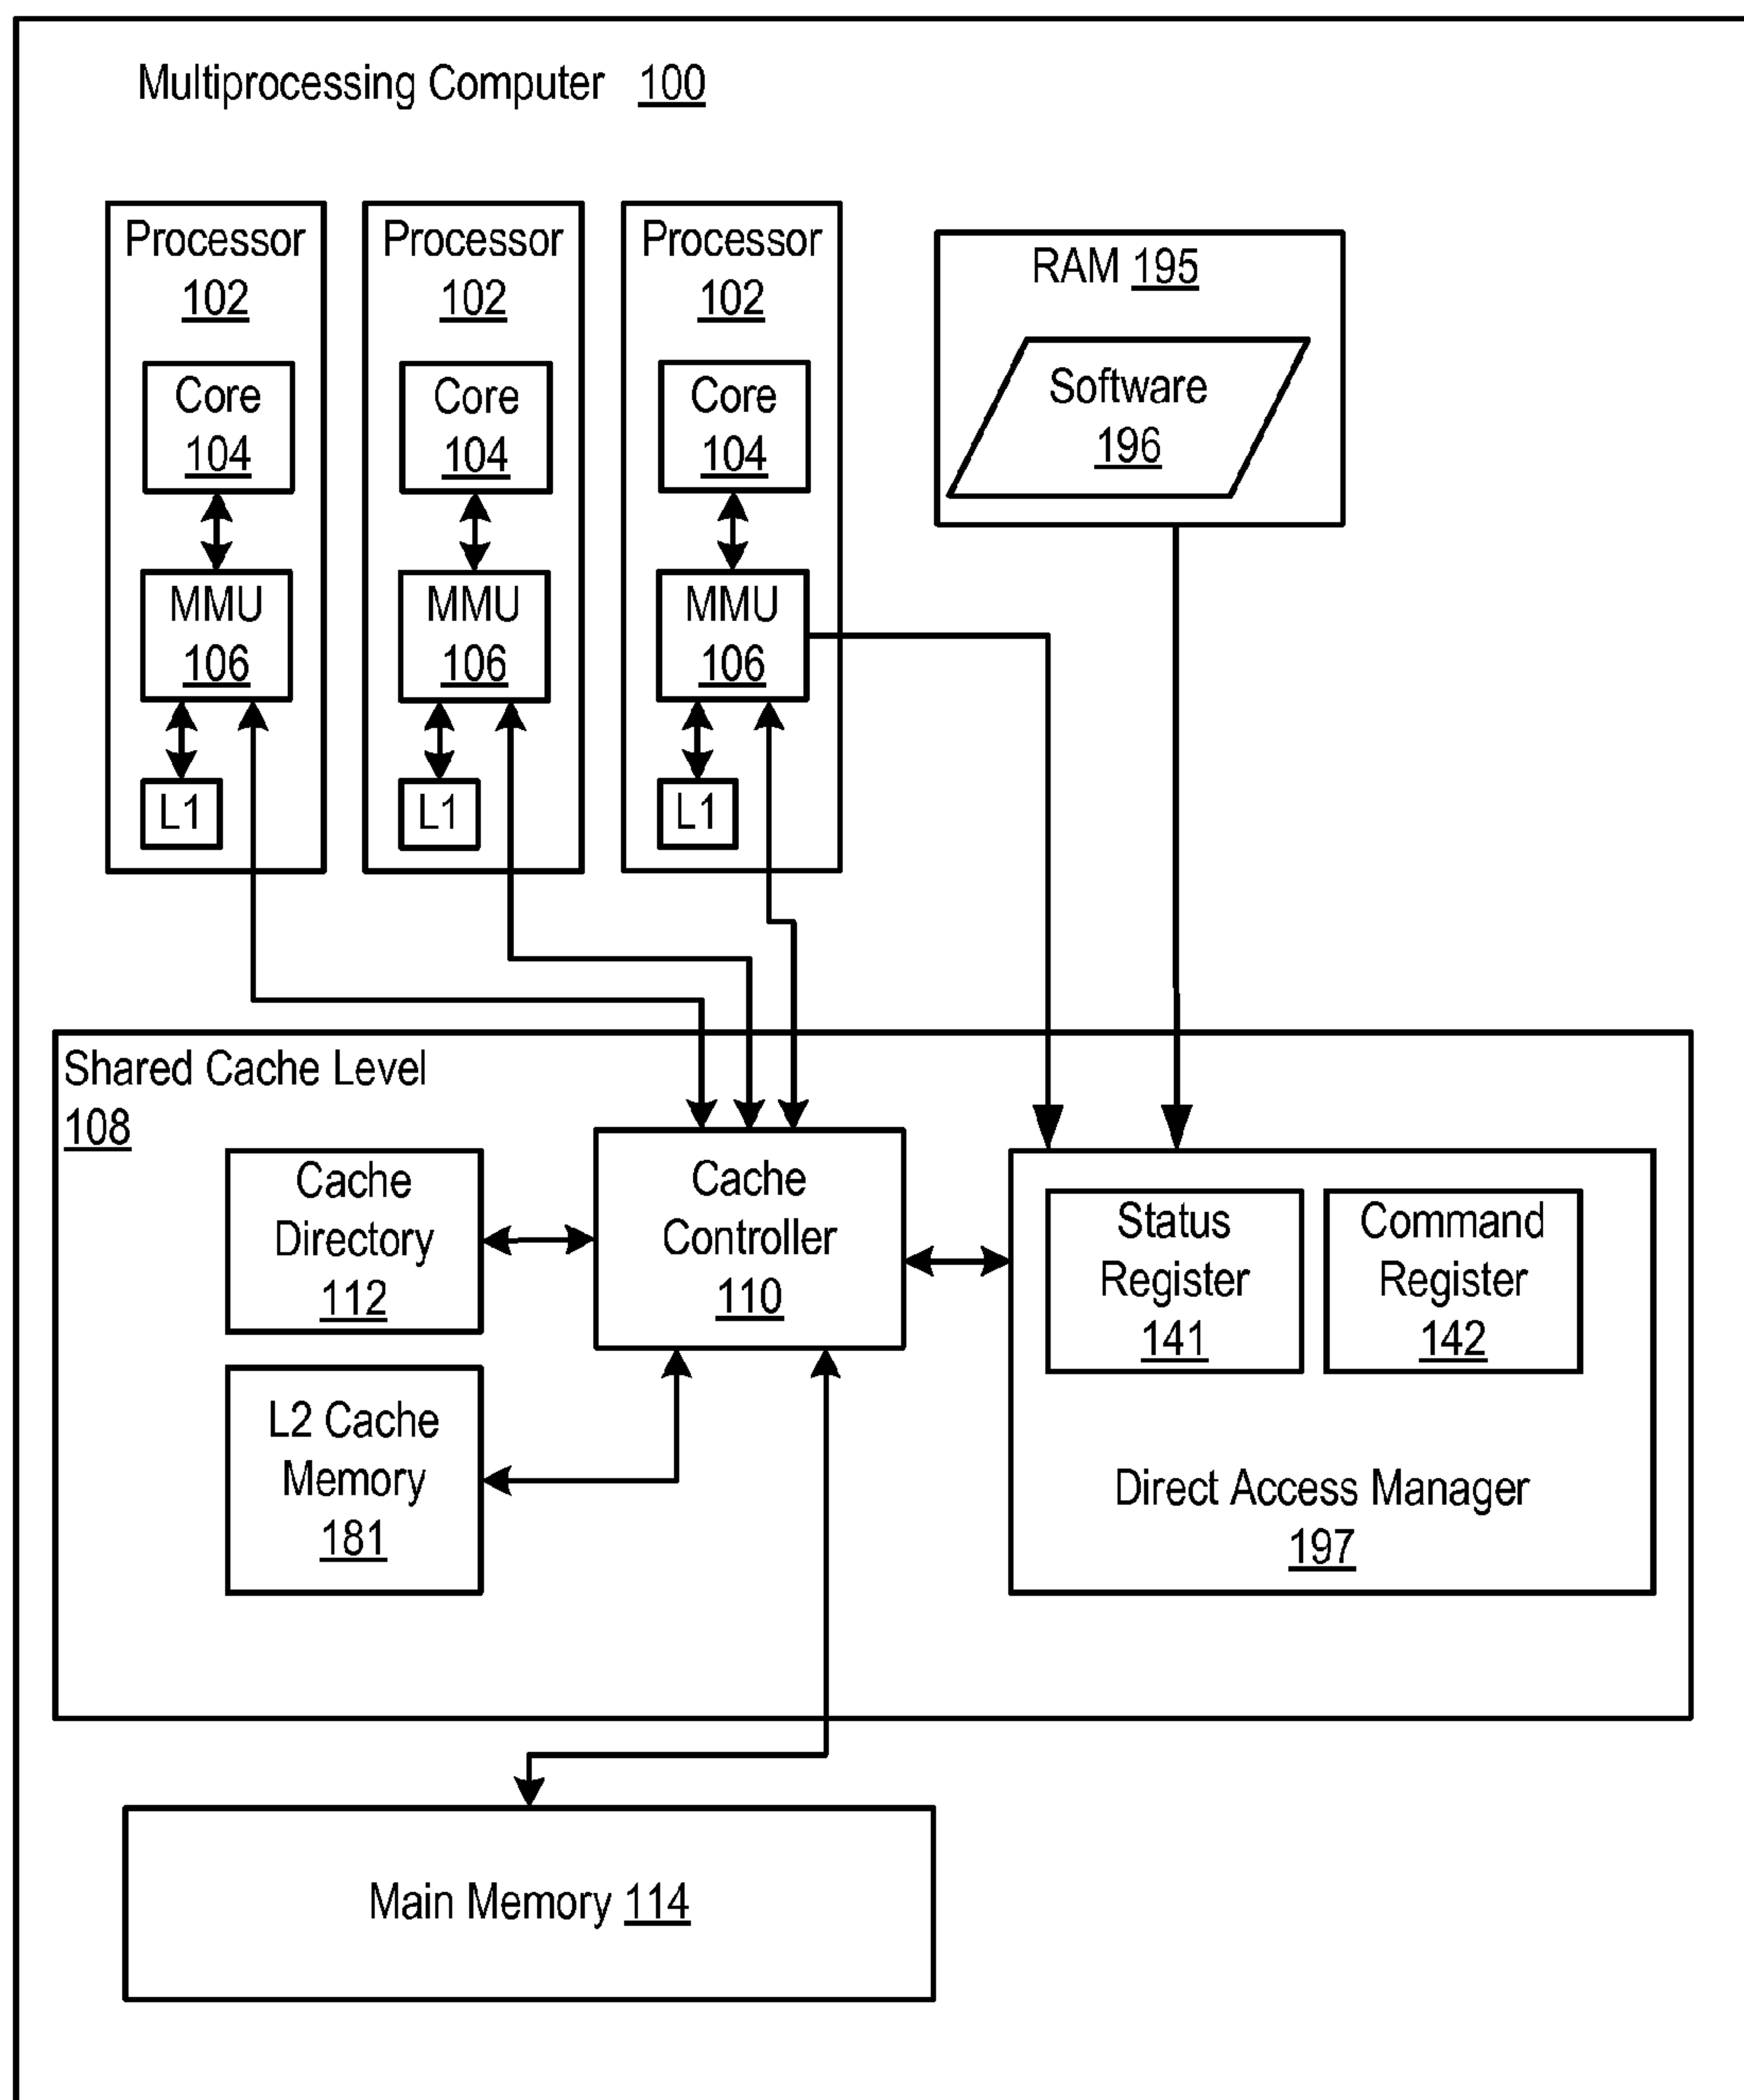 Multiprocessing Computer 100
Processor
102
Core
104
MMU
106
L1
Processor
102
Core
104
MMU
106
L1
Processor
102
Core
104
MMU
106
L1
RAM 195
Software
196
Shared Cache Level
108
Cache
Directory
112
L2 Cache
Memory
181
Cache
Controller
110
Status
Register
141
Command
Register
142
Direct Access Manager
197
Main Memory 114